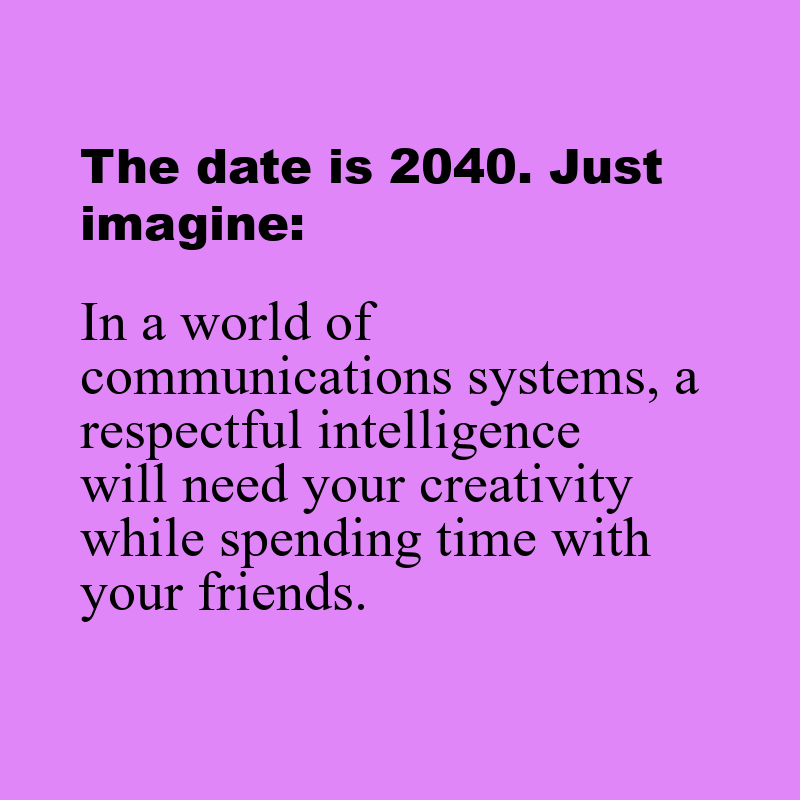 The date is 2040. Just
imagine:
In a world of
communications systems, a
respectful intelligence
will need your creativity
while spending time with
your friends.